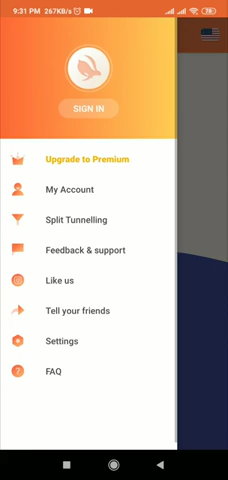 9:31 PM 267KB/s
78
SIGN IN
Upgrade to Premium
My Account
Split Tunnelling
Feedback & support
Like us
Tell your friends
Settings
FAQ